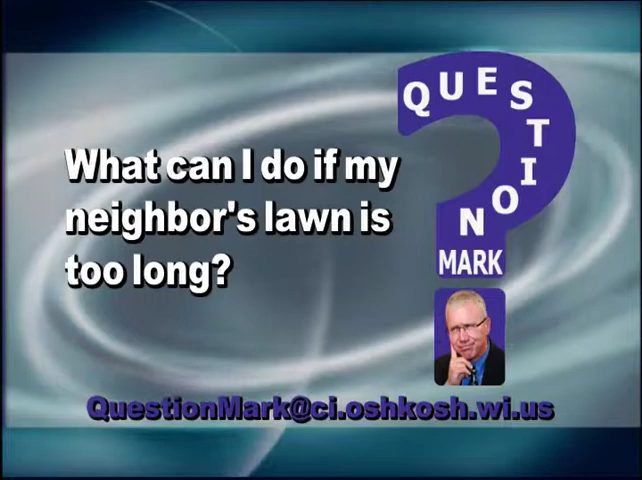 What can I do if my
neighbor's lawn is
too long?
QUESTION
MARK
QuestionMark@ci.oshkosh.wi.us